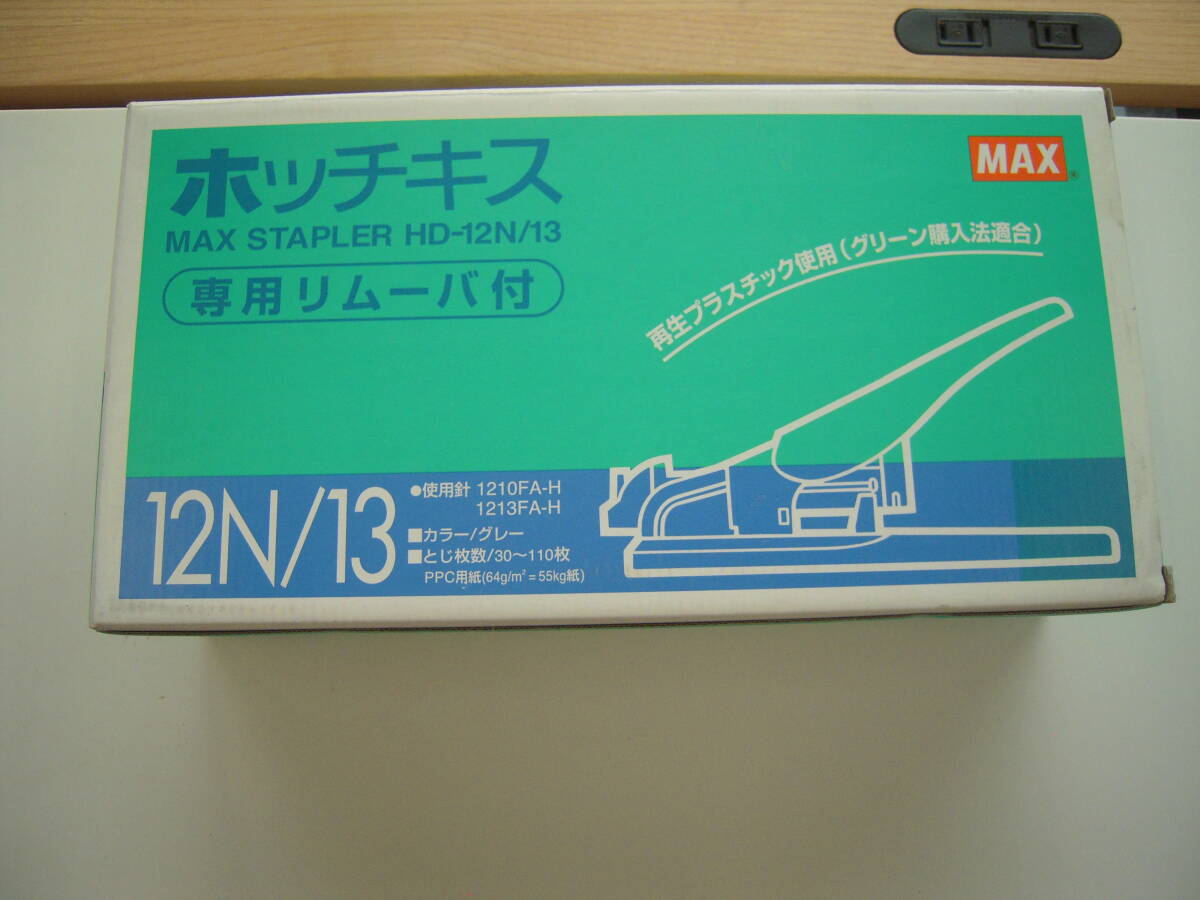 ホッチキス
MAX STAPLER HD-12N/13
専用リムーバ付
MAX
®
再生プラスチック使用(グリーン購入法適合)
12N/13
●使用針 1210FA-H
1213FA-H
■カラー/グレー
■とじ枚数/30〜110枚
PPC用紙(64g/m²=55kg紙)